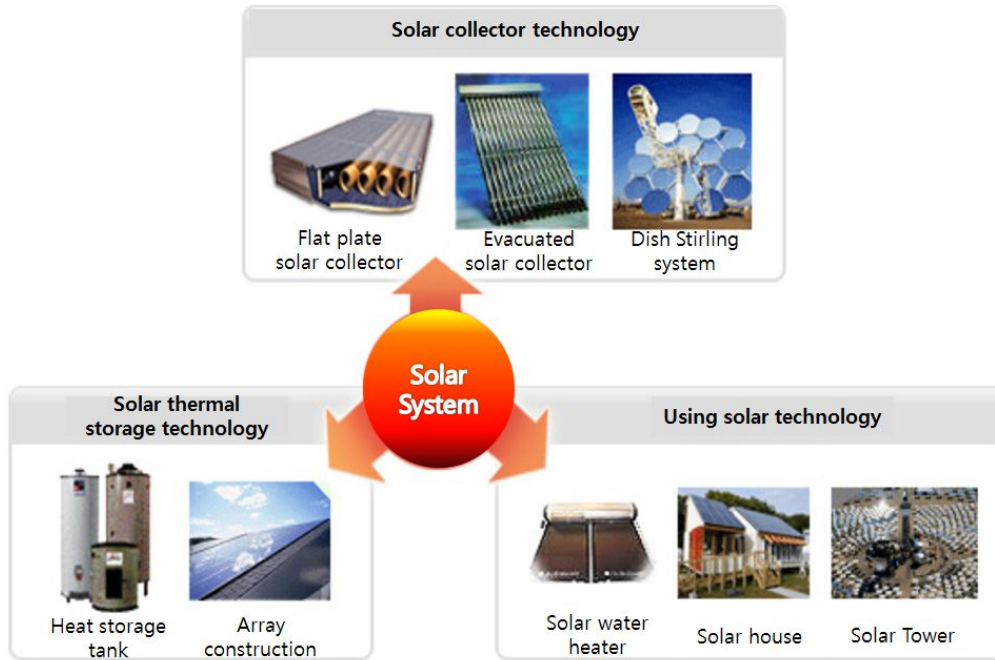 Solar collector technology
Flat plate
solar collector
Evacuated
solar collector
Dish Stirling
system
Solar
System
Solar thermal
storage technology
Heat storage
tank
Array
construction
Using solar technology
Solar water
heater
Solar house
Solar Tower